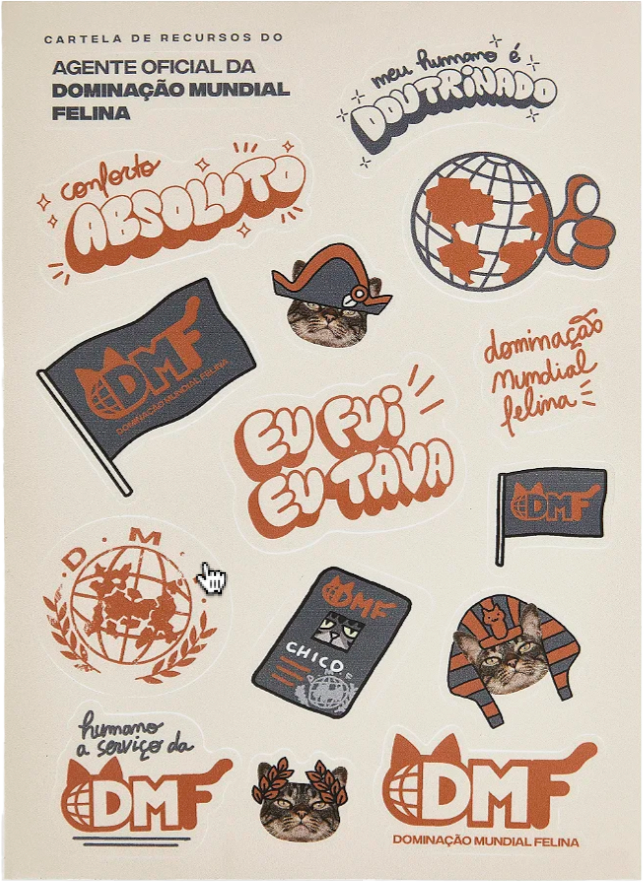 CARTELA DE RECURSOS DO
AGENTE OFICIAL DA
DOMINAÇÃO MUNDIAL
FELINA
meu humano é
DOUTRINADO
conforto
ABSOLUTO
DMF
DOMINAÇÃO MUNDIAL FELINA
dominação
mundial
felina
EU FUI
EU TAVA
DMF
D M
DMF
CHICO
humano
a serviço da
DMF
DMF
DOMINAÇÃO MUNDIAL FELINA